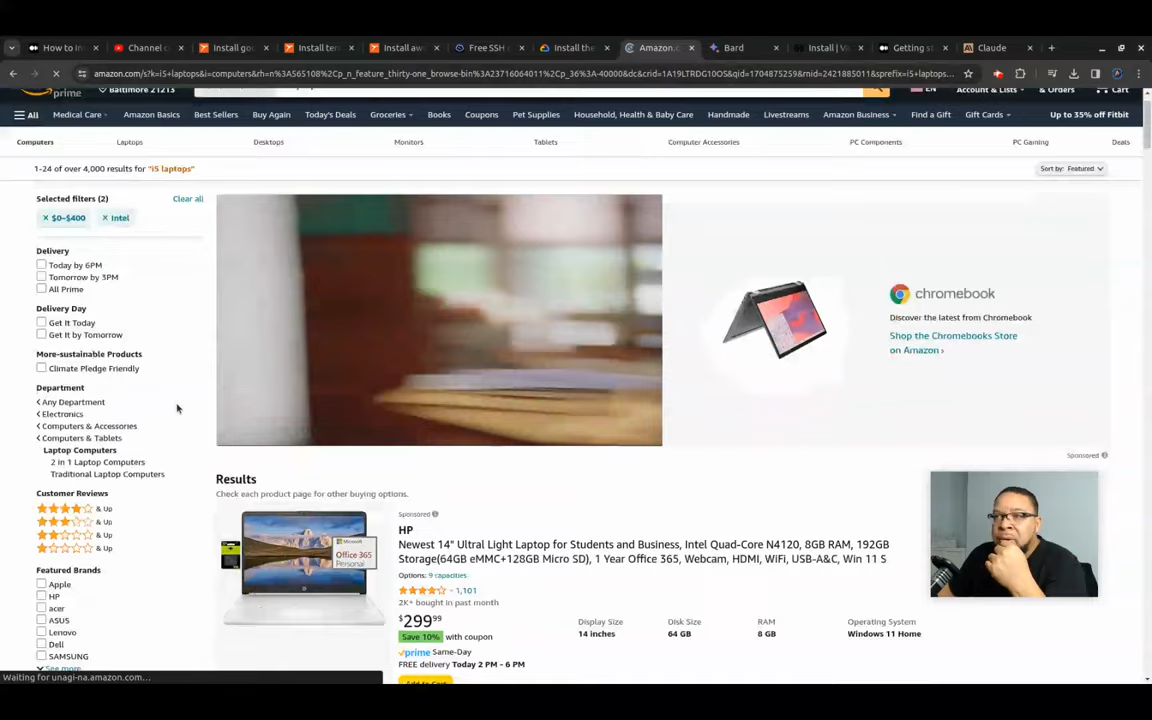 How to In
Channel c
Install go
Install ter
Install aw
Free SSH
Install the
Amazon.c
Bard
Install | V
Getting st
Claude
amazon.com/s?k=i5+laptops&i=computers&rh=n%3A565108%2Cp_n_feature_thirty-one_browse-bin%3A23716064011%2Cp_36%3A-40000&dc&crid=1A19LTRDG10OS&qid=1704875259&rnid=2421885011&sprefix=i5+laptops...
prime
Baltimore 21213
EN
Account & Lists
& Orders
Cart
All
Medical Care
Amazon Basics
Best Sellers
Buy Again
Today's Deals
Groceries
Books
Coupons
Pet Supplies
Household, Health & Baby Care
Handmade
Livestreams
Amazon Business
Find a Gift
Gift Cards
Up to 35% off Fitbit
Computers
Laptops
Desktops
Monitors
Tablets
Computer Accessories
PC Components
PC Gaming
Deals
1-24 of over 4,000 results for "i5 laptops"
Sort by: Featured
Selected filters (2)
Clear all
$0–$400
Intel
Delivery
Today by 6PM
Tomorrow by 3PM
All Prime
Delivery Day
Get It Today
Get It by Tomorrow
More-sustainable Products
Climate Pledge Friendly
Department
Any Department
Electronics
Computers & Accessories
Computers & Tablets
Laptop Computers
2 in 1 Laptop Computers
Traditional Laptop Computers
Customer Reviews
& Up
& Up
& Up
& Up
Featured Brands
Apple
HP
acer
ASUS
Lenovo
Dell
SAMSUNG
See more
Waiting for unagi-na.amazon.com...
chromebook
Discover the latest from Chromebook
Shop the Chromebooks Store
on Amazon ›
Sponsored
Results
Check each product page for other buying options.
Microsoft
Office 365
Personal
Sponsored
HP
Newest 14" Ultral Light Laptop for Students and Business, Intel Quad-Core N4120, 8GB RAM, 192GB
Storage(64GB eMMC+128GB Micro SD), 1 Year Office 365, Webcam, HDMI, WiFi, USB-A&C, Win 11 S
Options: 9 capacities
1,101
2K+ bought in past month
$299.99
Save 10% with coupon
prime Same-Day
FREE delivery Today 2 PM - 6 PM
Add to Cart
Display Size
14 inches
Disk Size
64 GB
RAM
8 GB
Operating System
Windows 11 Home